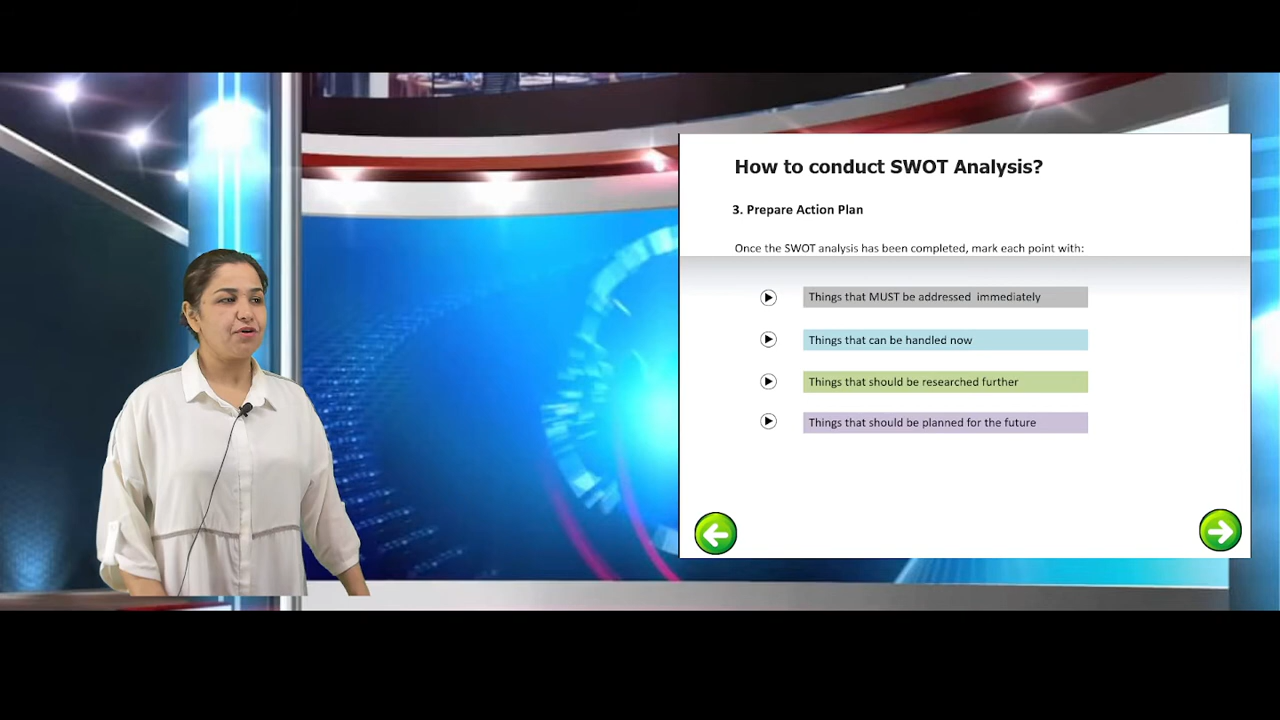 How to conduct SWOT Analysis?
3. Prepare Action Plan
Once the SWOT analysis has been completed, mark each point with:
Things that MUST be addressed  immediately
Things that can be handled now
Things that should be researched further
Things that should be planned for the future